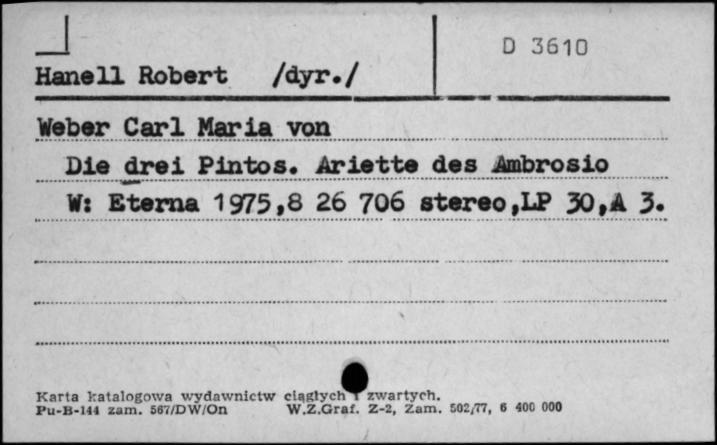 D 3610
Hanell Robert /dyr./
Weber Carl Maria von
Die drei Pintos. Ariette des Ambrosio
W: Eterna 1975,8 26 706 stereo,LP 30,A 3.
Karta katalogowa wydawnictw ciągłych i zwartych.
Pu-B-144 zam. 567/DW/On W.Z.Graf. Z-2, Zam. 502/77, 6 400 000